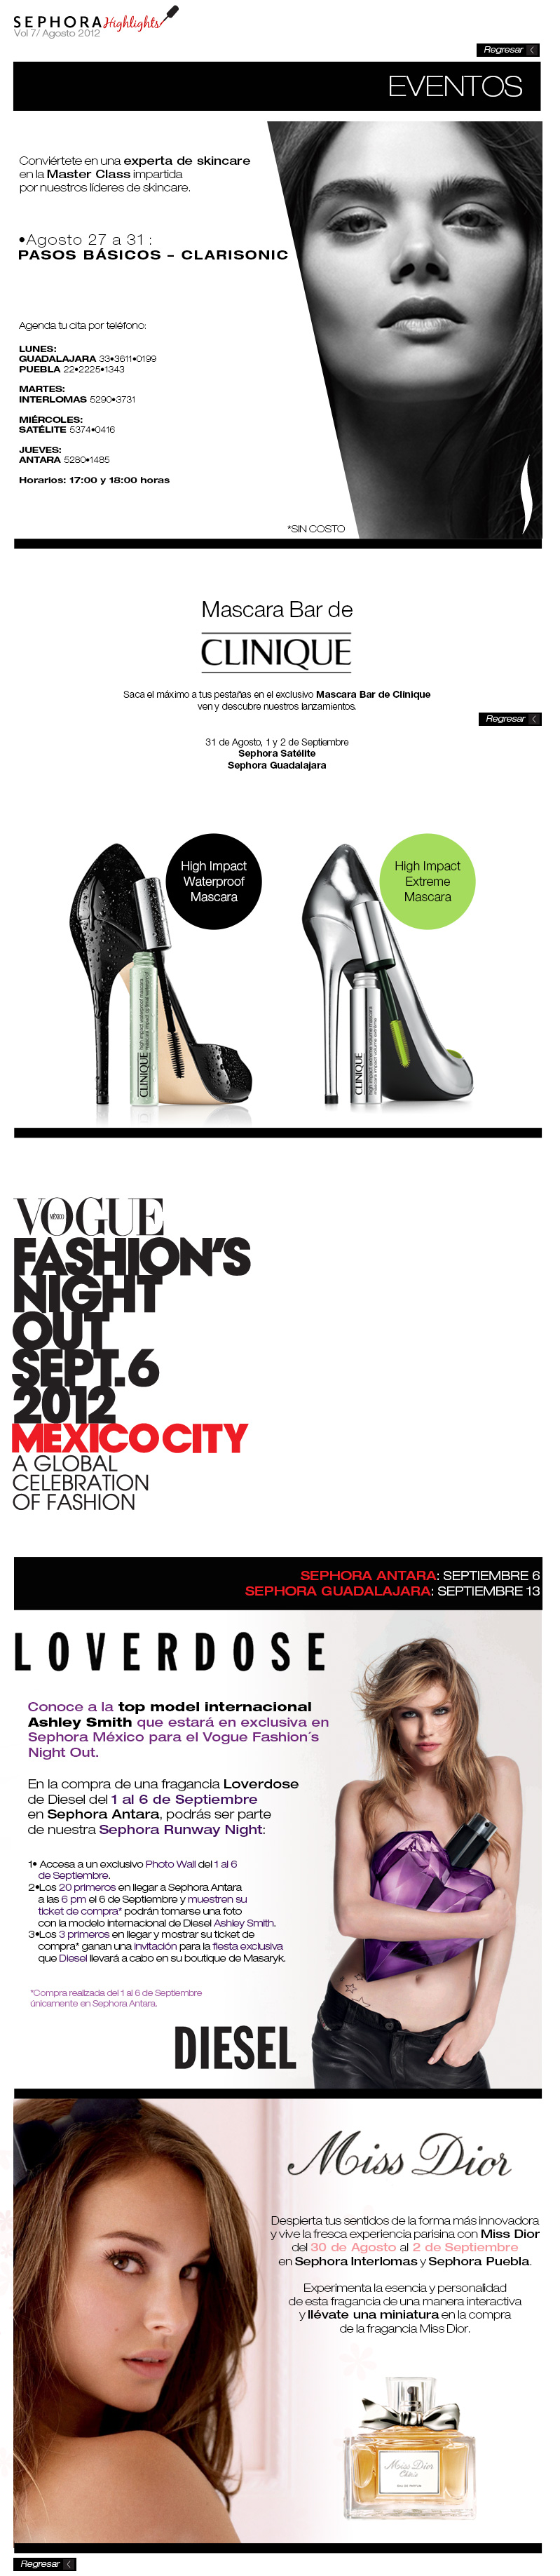 SEPHORA Highlights
Vol 7/ Agosto 2012
Regresar
EVENTOS
Conviértete en una experta de skincare
en la Master Class impartida
por nuestros líderes de skincare.
•Agosto 27 a 31 :
PASOS BÁSICOS – CLARISONIC
Agenda tu cita por teléfono:
LUNES:
GUADALAJARA 33•3611•0199
PUEBLA 22•2225•1343
MARTES:
INTERLOMAS 5290•3731
MIÉRCOLES:
SATÉLITE 5374•0416
JUEVES:
ANTARA 5280•1485
Horarios: 17:00 y 18:00 horas
*SIN COSTO
Mascara Bar de
CLINIQUE
Saca el máximo a tus pestañas en el exclusivo Mascara Bar de Clinique
ven y descubre nuestros lanzamientos.
Regresar
31 de Agosto, 1 y 2 de Septiembre
Sephora Satélite
Sephora Guadalajara
High Impact
Waterproof
Mascara
High Impact
Extreme
Mascara
CLINIQUE
high impact waterproof mascara
CLINIQUE
VOGUE
MÉXICO
FASHION'S
NIGHT
OUT
SEPT.6
2012
MEXICO CITY
A GLOBAL
CELEBRATION
OF FASHION
SEPHORA ANTARA: SEPTIEMBRE 6
SEPHORA GUADALAJARA: SEPTIEMBRE 13
LOVERDOSE
Conoce a la top model internacional
Ashley Smith que estará en exclusiva en
Sephora México para el Vogue Fashion´s
Night Out.
En la compra de una fragancia Loverdose
de Diesel del 1 al 6 de Septiembre
en Sephora Antara, podrás ser parte
de nuestra Sephora Runway Night:
1• Accesa a un exclusivo Photo Wall del 1 al 6
de Septiembre.
2•Los 20 primeros en llegar a Sephora Antara
a las 6 pm el 6 de Septiembre y muestren su
ticket de compra* podrán tomarse una foto
con la modelo internacional de Diesel Ashley Smith.
3•Los 3 primeros en llegar y mostrar su ticket de
compra* ganan una invitación para la fiesta exclusiva
que Diesel llevará a cabo en su boutique de Masaryk.
*Compra realizada del 1 al 6 de Septiembre
únicamente en Sephora Antara.
DIESEL
Miss Dior
Despierta tus sentidos de la forma más innovadora
y vive la fresca experiencia parisina con Miss Dior
del 30 de Agosto al 2 de Septiembre
en Sephora Interlomas y Sephora Puebla.
Experimenta la esencia y personalidad
de esta fragancia de una manera interactiva
y llévate una miniatura en la compra
de la fragancia Miss Dior.
Miss Dior
Chérie
EAU DE PARFUM
Regresar